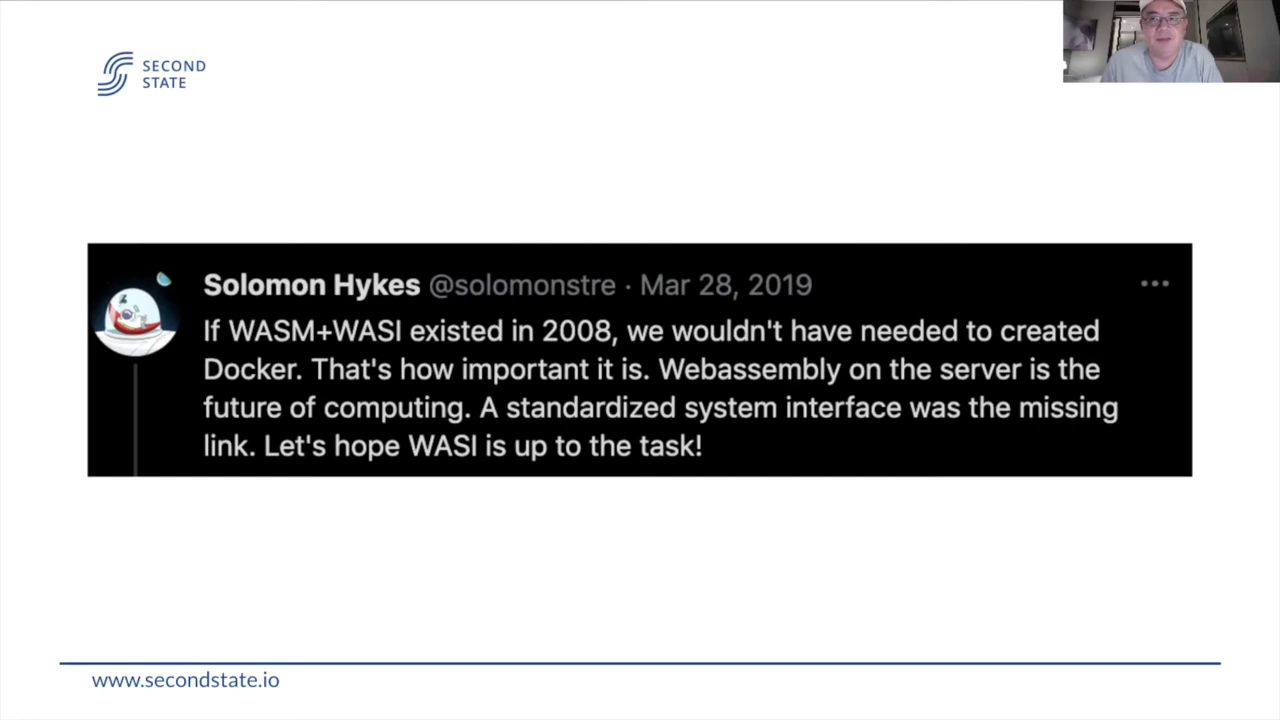 SECOND
STATE
Solomon Hykes @solomonstre · Mar 28, 2019
If WASM+WASI existed in 2008, we wouldn't have needed to created
Docker. That's how important it is. Webassembly on the server is the
future of computing. A standardized system interface was the missing
link. Let's hope WASI is up to the task!
www.secondstate.io